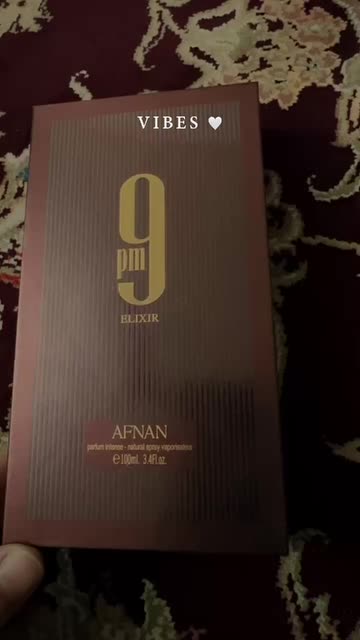 VIBES 🤍
9
pm
ELIXIR
AFNAN
parfum intense - natural spray vaporisateur
℮100ml. 3.4Fl.oz.